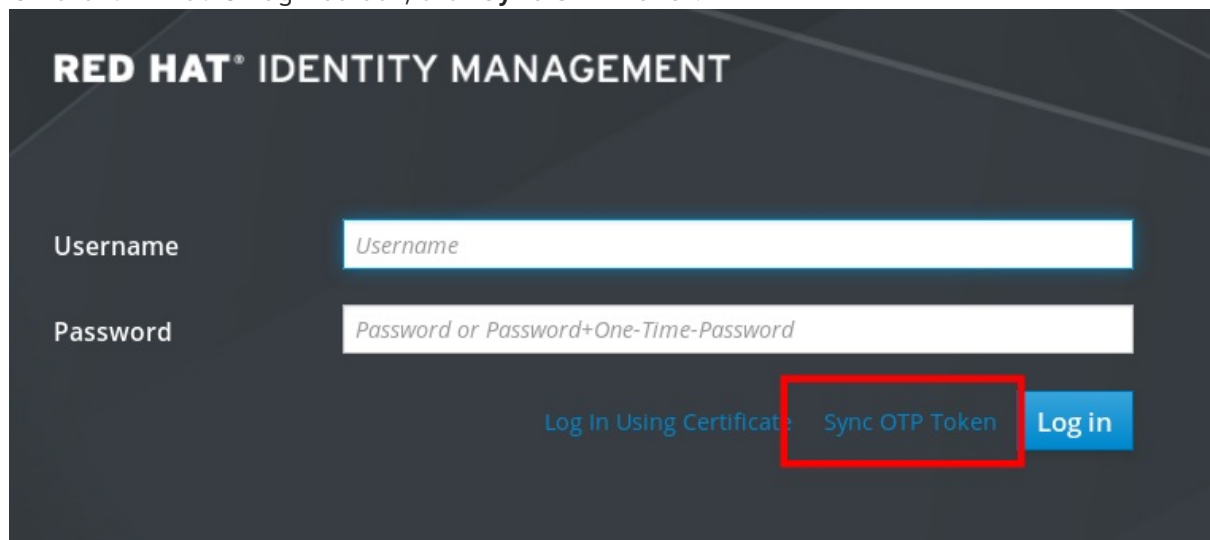 RED HAT® IDENTITY MANAGEMENT
Username Username
Password Password or Password+One-Time-Password
Log In Using Certificate Sync OTP Token Log in